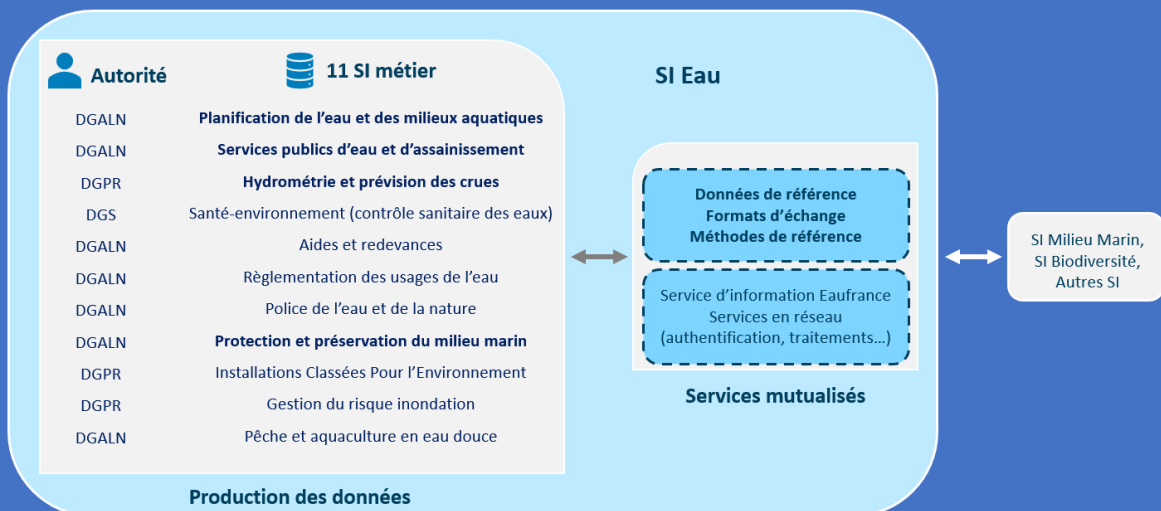 Autorité
11 SI métier
SI Eau
DGALN
Planification de l'eau et des milieux aquatiques
DGALN
Services publics d'eau et d'assainissement
DGPR
Hydrométrie et prévision des crues
DGS
Santé-environnement (contrôle sanitaire des eaux)
DGALN
Aides et redevances
DGALN
Règlementation des usages de l'eau
DGALN
Police de l'eau et de la nature
DGALN
Protection et préservation du milieu marin
DGPR
Installations Classées Pour l'Environnement
DGPR
Gestion du risque inondation
DGALN
Pêche et aquaculture en eau douce
Production des données
Données de référence
Formats d'échange
Méthodes de référence
Service d'information Eaufrance
Services en réseau
(authentification, traitements...)
Services mutualisés
SI Milieu Marin,
SI Biodiversité,
Autres SI